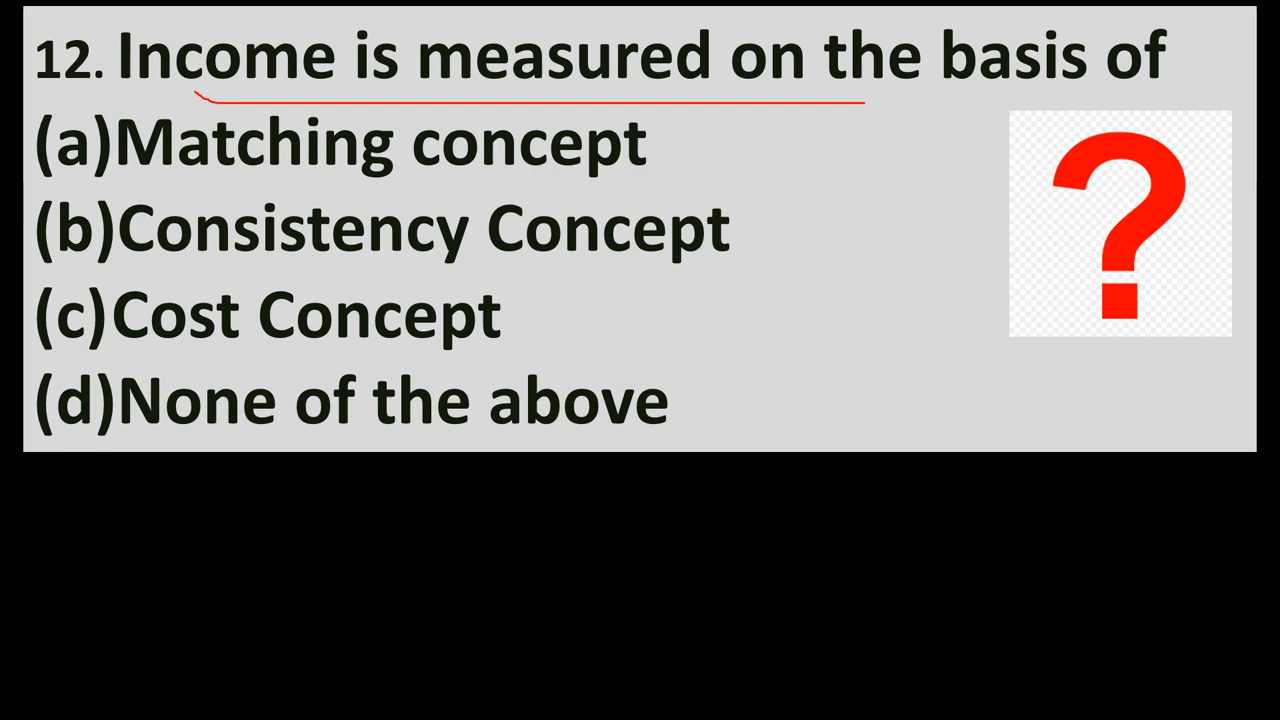 12. Income is measured on the basis of
(a)Matching concept
(b)Consistency Concept
(c)Cost Concept
(d)None of the above
?